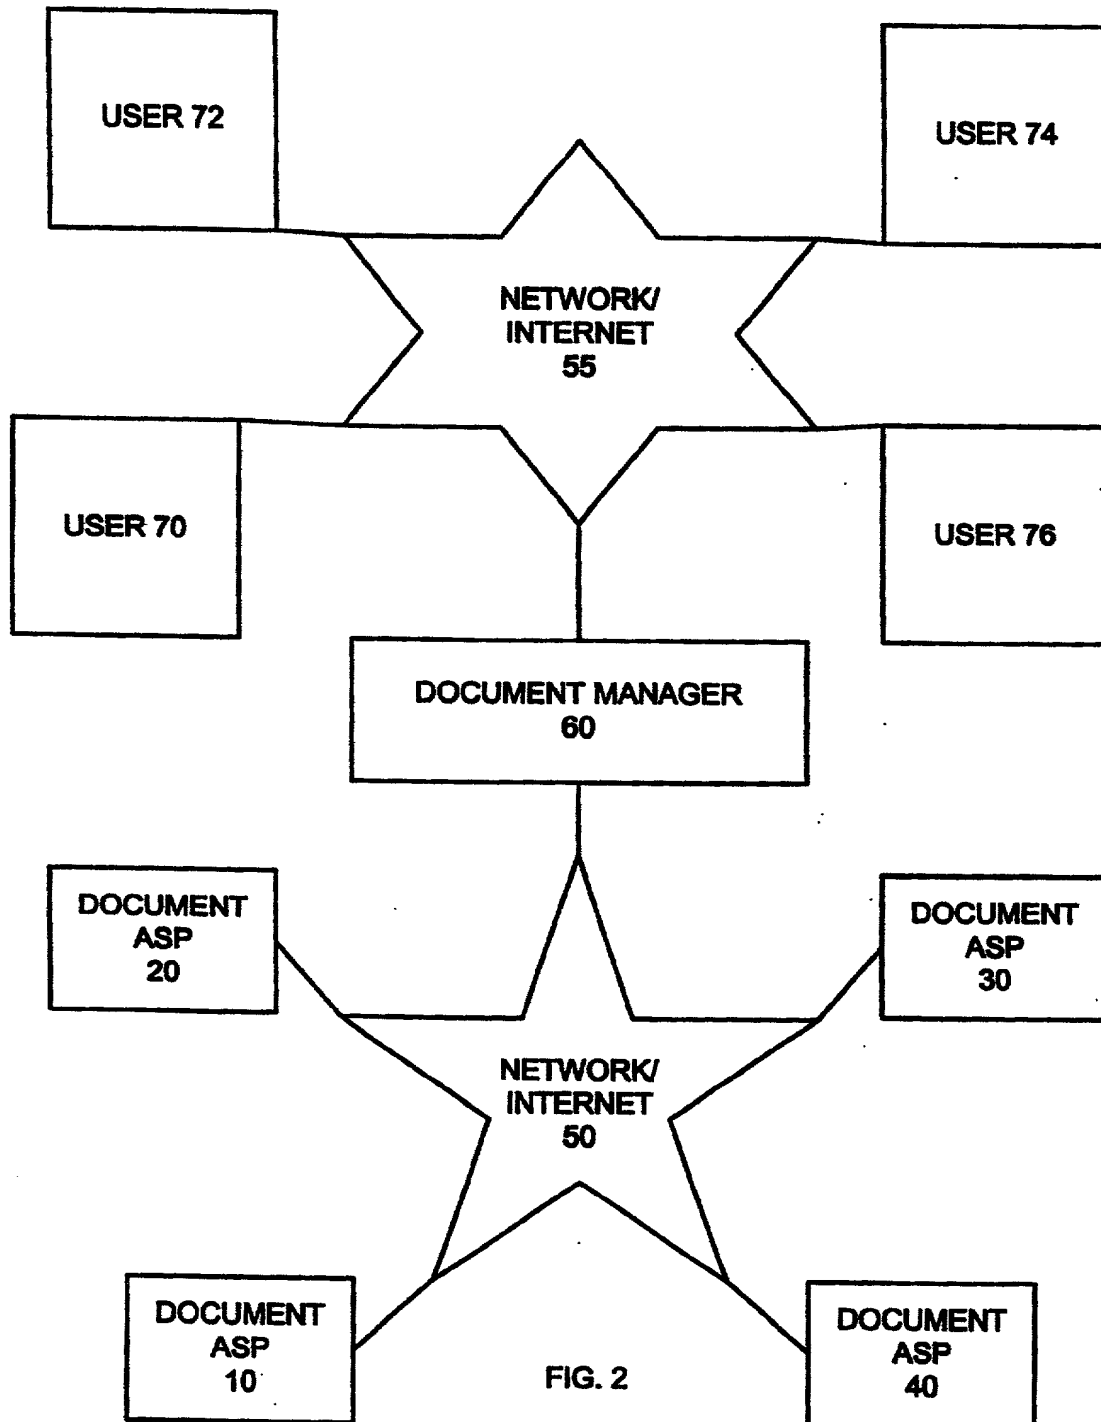 USER 72
USER 74
NETWORK/
INTERNET
55
USER 70
USER 76
DOCUMENT MANAGER
60
DOCUMENT
ASP
20
DOCUMENT
ASP
30
NETWORK/
INTERNET
50
DOCUMENT
ASP
10
DOCUMENT
ASP
40
FIG. 2